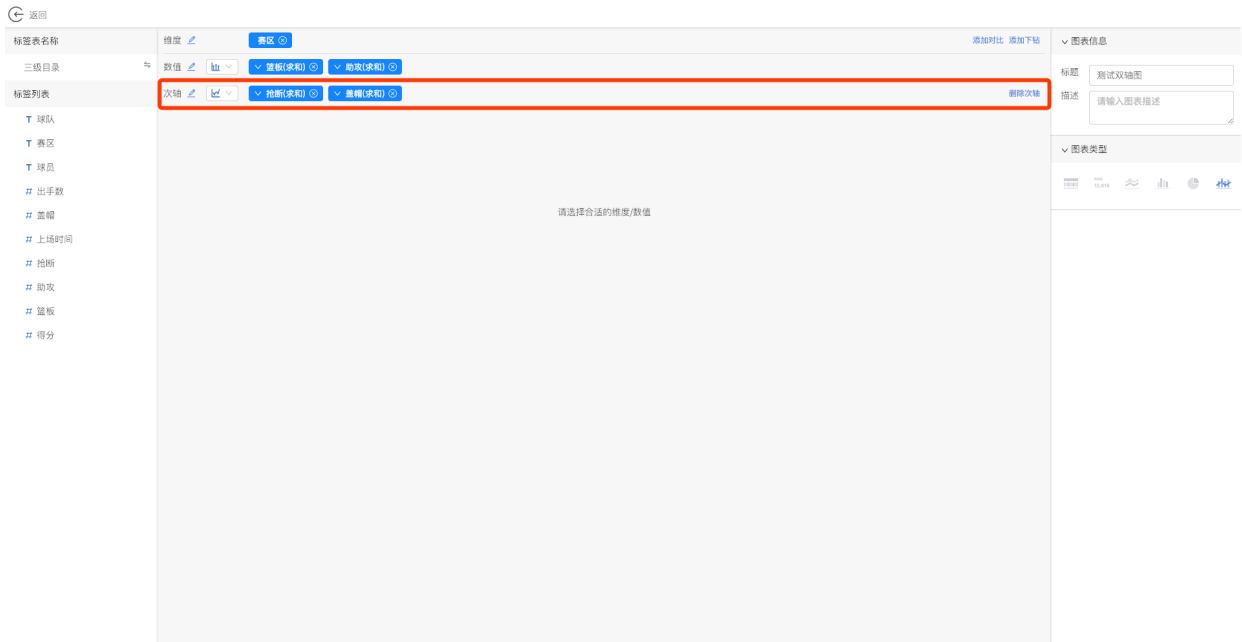 返回
标签表名称
三级目录
标签列表
T 球队
T 赛区
T 球员
# 出手数
# 盖帽
# 上场时间
# 抢断
# 助攻
# 篮板
# 得分
维度 赛区 添加对比 添加下钻
数值 篮板(求和) 助攻(求和)
次轴 抢断(求和) 盖帽(求和) 删除次轴
请选择合适的维度/数值
图表信息
标题 测试双轴图
描述 请输入图表描述
图表类型